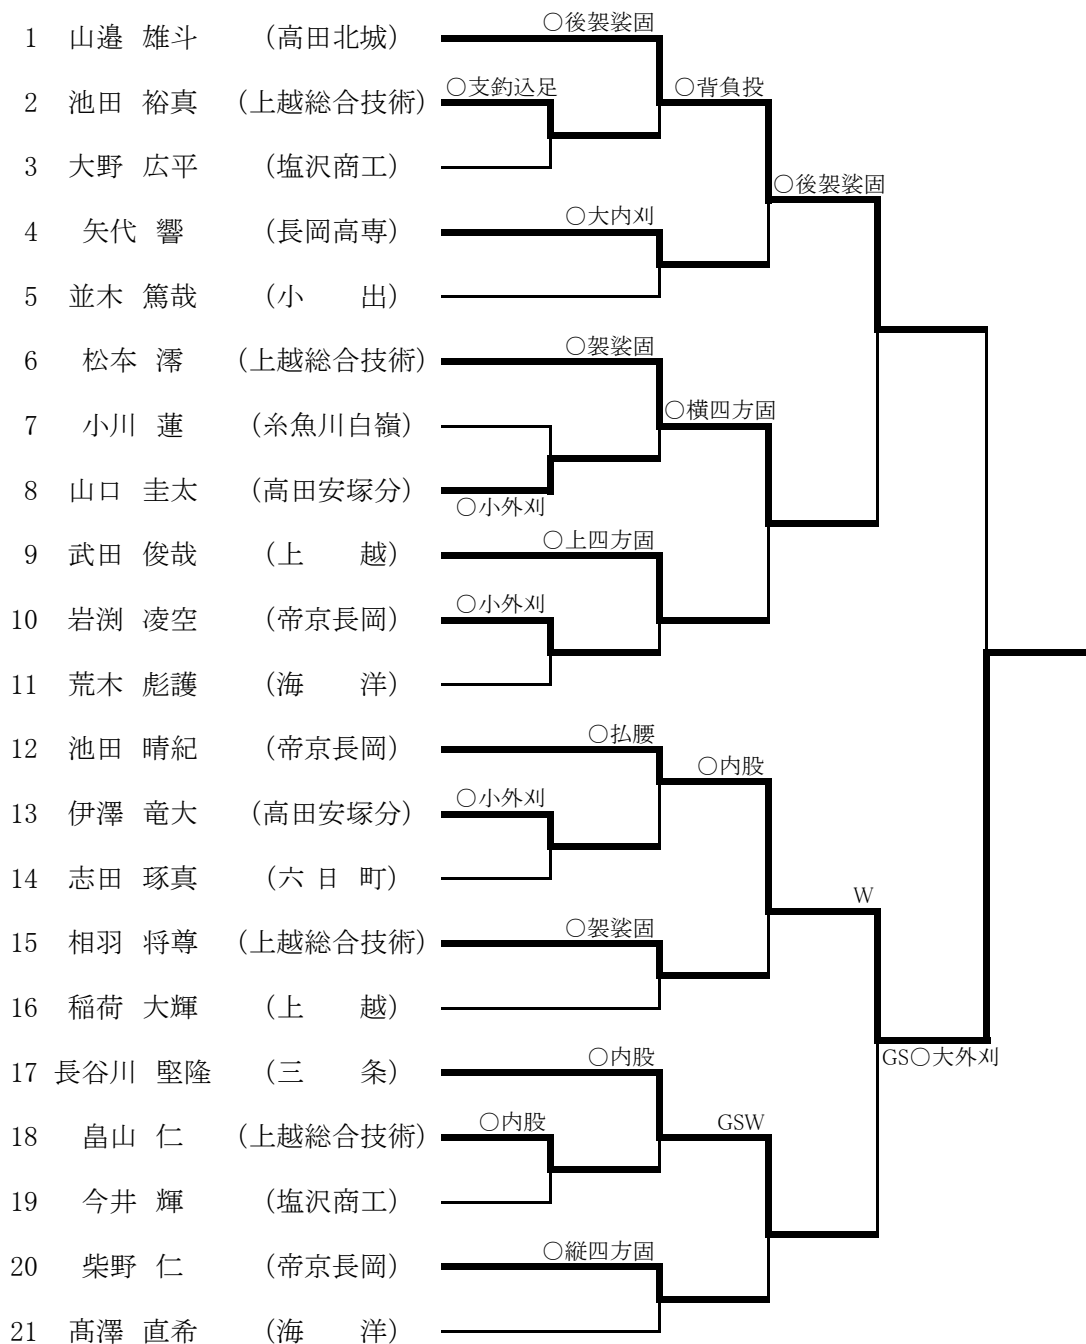 ○後袈裟固
1 山邉 雄斗 (高田北城)
2 池田 裕真 (上越総合技術) ○支釣込足 ○背負投
3 大野 広平 (塩沢商工)
○後袈裟固
4 矢代 響 (長岡高専) ○大内刈
5 並木 篤哉 (小 出)
6 松本 澪 (上越総合技術) ○袈裟固
7 小川 蓮 (糸魚川白嶺) ○横四方固
8 山口 圭太 (高田安塚分)
○小外刈
9 武田 俊哉 (上 越) ○上四方固
10 岩渕 凌空 (帝京長岡) ○小外刈
11 荒木 彪護 (海 洋)
12 池田 晴紀 (帝京長岡) ○払腰
○内股
13 伊澤 竜大 (高田安塚分) ○小外刈
14 志田 琢真 (六 日 町)
W
15 相羽 将尊 (上越総合技術) ○袈裟固
16 稲荷 大輝 (上 越)
GS○大外刈
17 長谷川 堅隆 (三 条) ○内股
18 畠山 仁 (上越総合技術) ○内股 GSW
19 今井 輝 (塩沢商工)
20 柴野 仁 (帝京長岡) ○縦四方固
21 髙澤 直希 (海 洋)